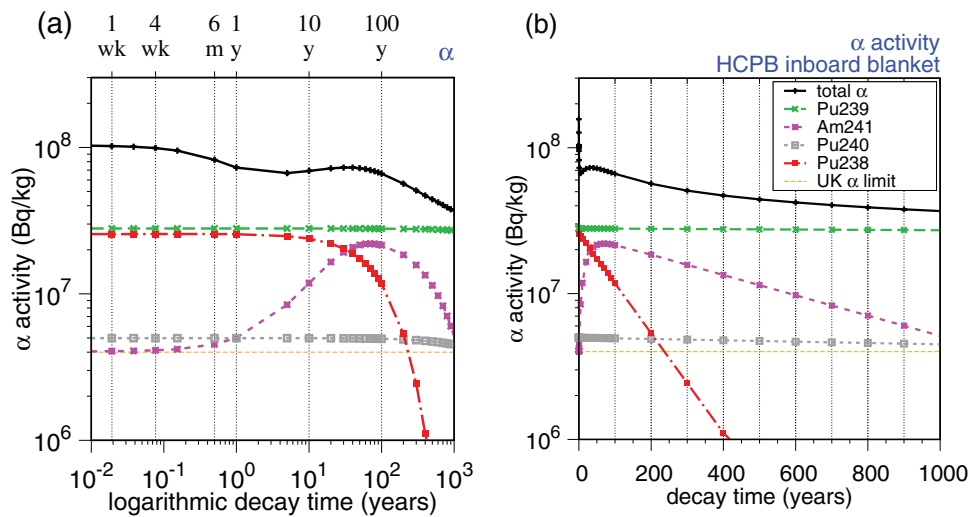 (a)
1 4 6 1 10 100
wk wk m y y y α
α activity (Bq/kg)
10^8
10^7
10^6
10^-2 10^-1 10^0 10^1 10^2 10^3
logarithmic decay time (years)
(b)
α activity
HCPB inboard blanket
total α
Pu239
Am241
Pu240
Pu238
UK α limit
α activity (Bq/kg)
10^8
10^7
10^6
0 200 400 600 800 1000
decay time (years)